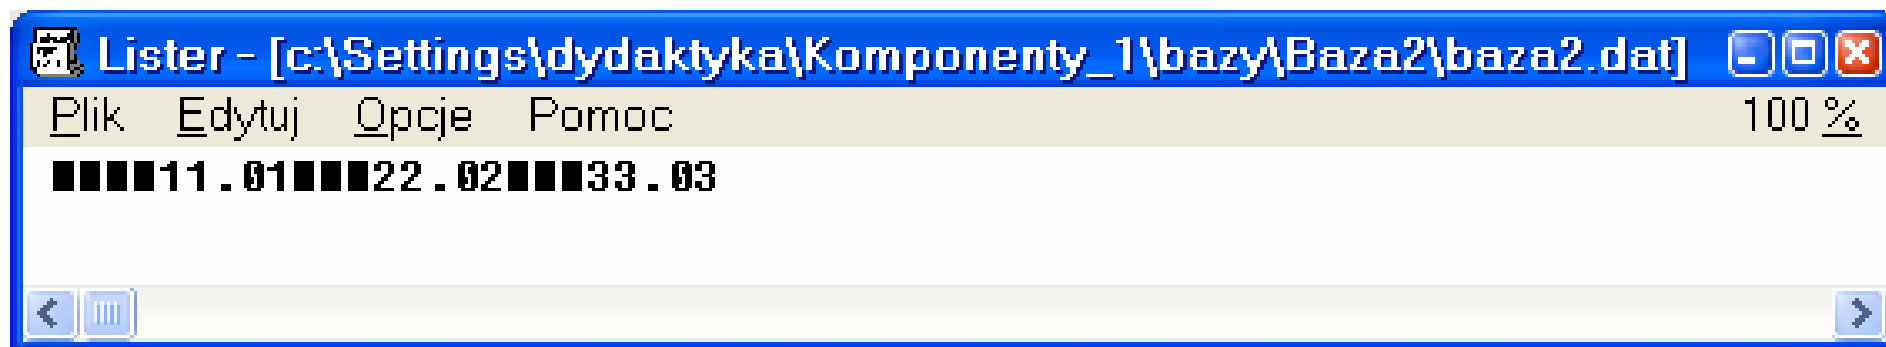 Lister - [c:\Settings\dydaktyka\Komponenty_1\bazy\Baza2\baza2.dat]
Plik Edytuj Opcje Pomoc 100 %
■■■■11.01■■■22.02■■■33.03